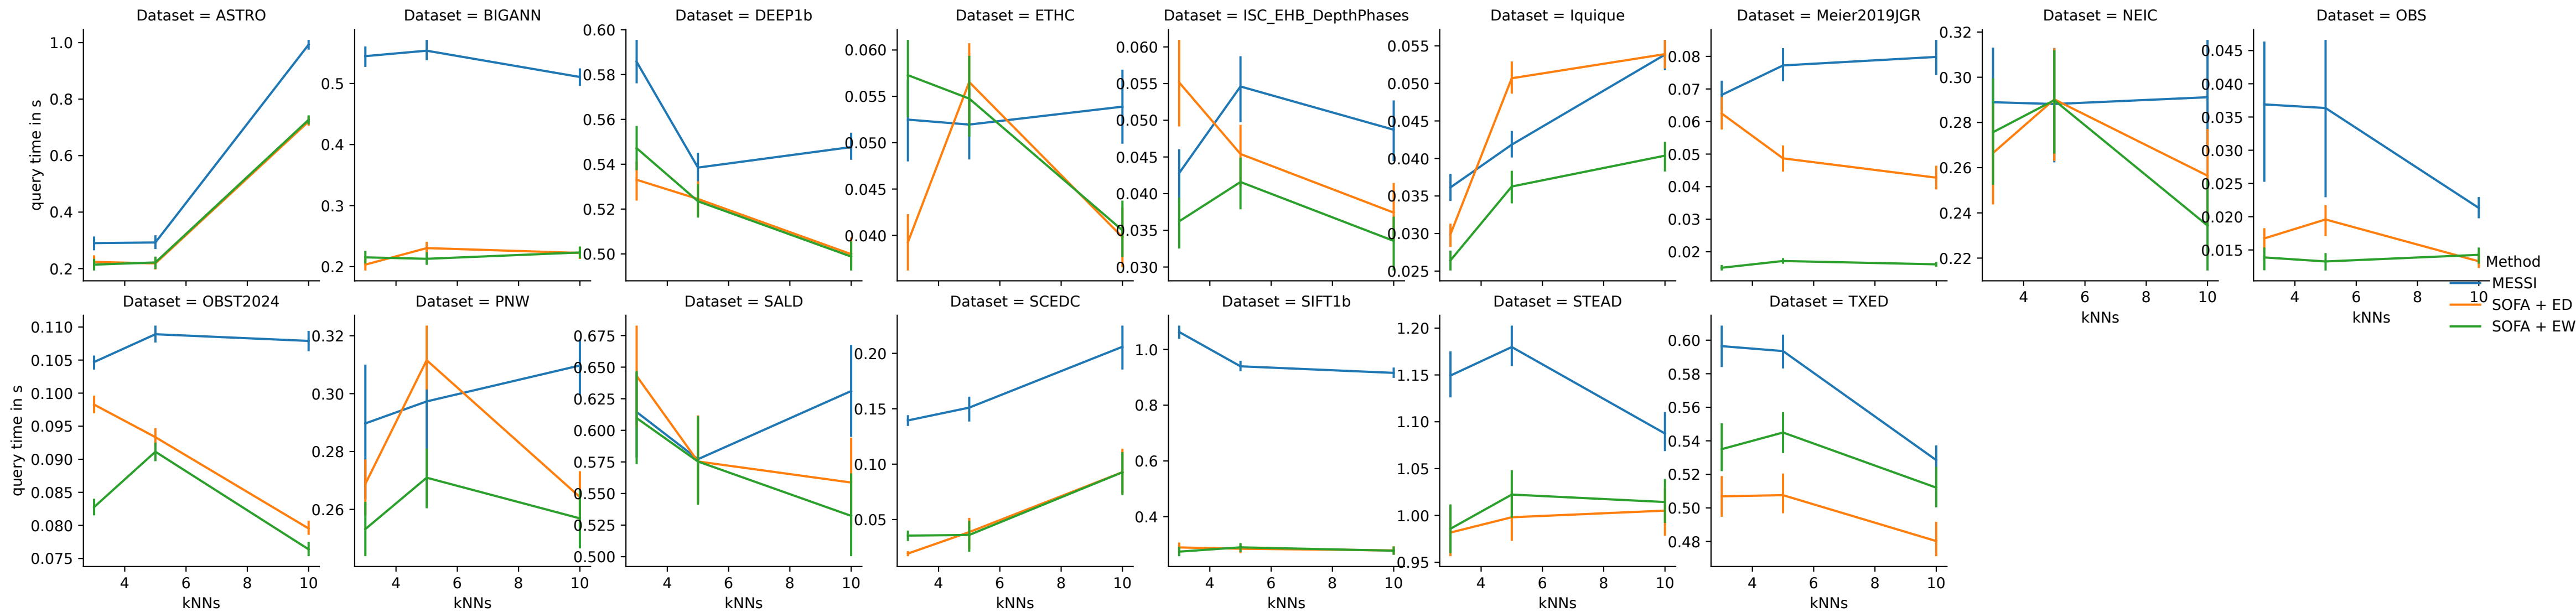 Dataset = ASTRO
Dataset = BIGANN
Dataset = DEEP1b
Dataset = ETHC
Dataset = ISC_EHB_DepthPhases
Dataset = Iquique
Dataset = Meier2019JGR
Dataset = NEIC
Dataset = OBS
query time in s
1.0
0.8
0.6
0.4
0.2
0.5
0.4
0.3
0.2
0.60
0.58
0.56
0.54
0.52
0.50
0.060
0.055
0.050
0.045
0.040
0.060
0.055
0.050
0.045
0.040
0.035
0.030
0.055
0.050
0.045
0.040
0.035
0.030
0.025
0.08
0.07
0.06
0.05
0.04
0.03
0.02
0.32
0.30
0.28
0.26
0.24
0.22
4 6 8 10
kNNs
0.045
0.040
0.035
0.030
0.025
0.020
0.015
4 6 8 10
kNNs
Method
MESSI
SOFA + ED
SOFA + EW
Dataset = OBST2024
Dataset = PNW
Dataset = SALD
Dataset = SCEDC
Dataset = SIFT1b
Dataset = STEAD
Dataset = TXED
query time in s
0.110
0.105
0.100
0.095
0.090
0.085
0.080
0.075
4 6 8 10
kNNs
0.32
0.30
0.28
0.26
4 6 8 10
kNNs
0.675
0.650
0.625
0.600
0.575
0.550
0.525
0.500
4 6 8 10
kNNs
0.20
0.15
0.10
0.05
4 6 8 10
kNNs
1.0
0.8
0.6
0.4
4 6 8 10
kNNs
1.20
1.15
1.10
1.05
1.00
0.95
4 6 8 10
kNNs
0.60
0.58
0.56
0.54
0.52
0.50
0.48
4 6 8 10
kNNs